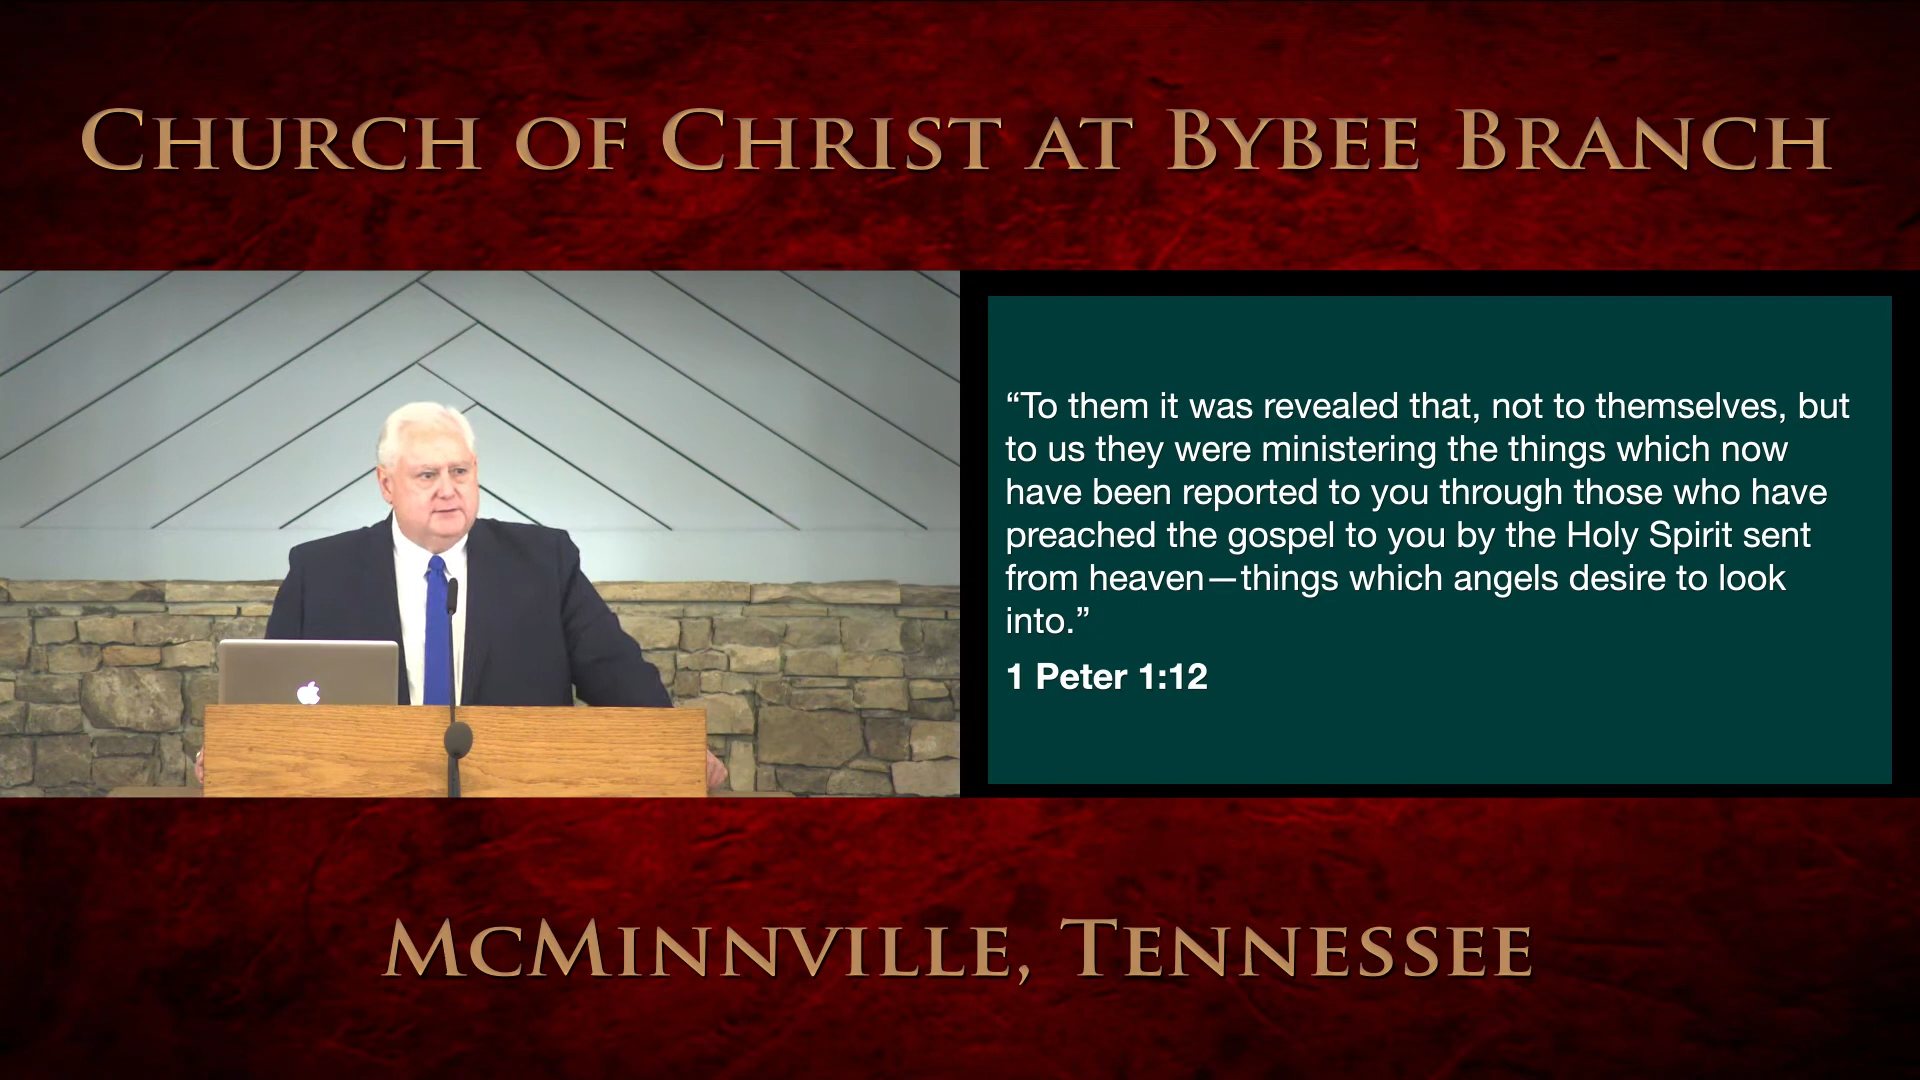 Church of Christ at Bybee Branch
“To them it was revealed that, not to themselves, but
to us they were ministering the things which now
have been reported to you through those who have
preached the gospel to you by the Holy Spirit sent
from heaven—things which angels desire to look
into.”
1 Peter 1:12
McMinnville, Tennessee